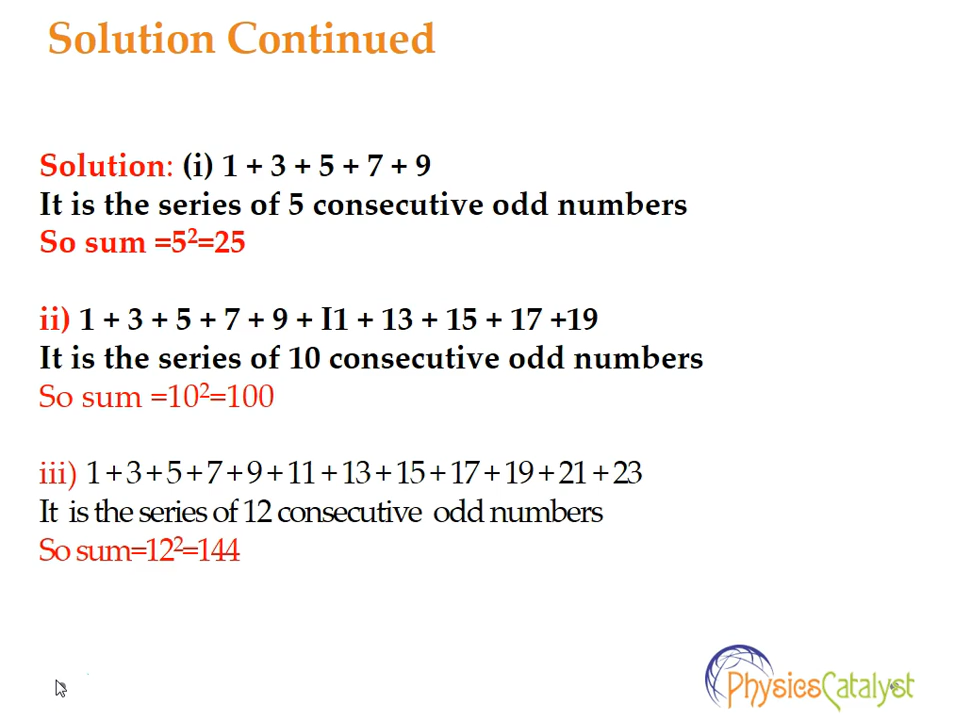 Solution Continued
Solution: (i) 1 + 3 + 5 + 7 + 9
It is the series of 5 consecutive odd numbers
So sum =5²=25
ii) 1 + 3 + 5 + 7 + 9 + I1 + 13 + 15 + 17 +19
It is the series of 10 consecutive odd numbers
So sum =10²=100
iii) 1 + 3 + 5 + 7 + 9 + 11 + 13 + 15 + 17 + 19 + 21 + 23
It is the series of 12 consecutive odd numbers
So sum=12²=144
PhysicsCatalyst